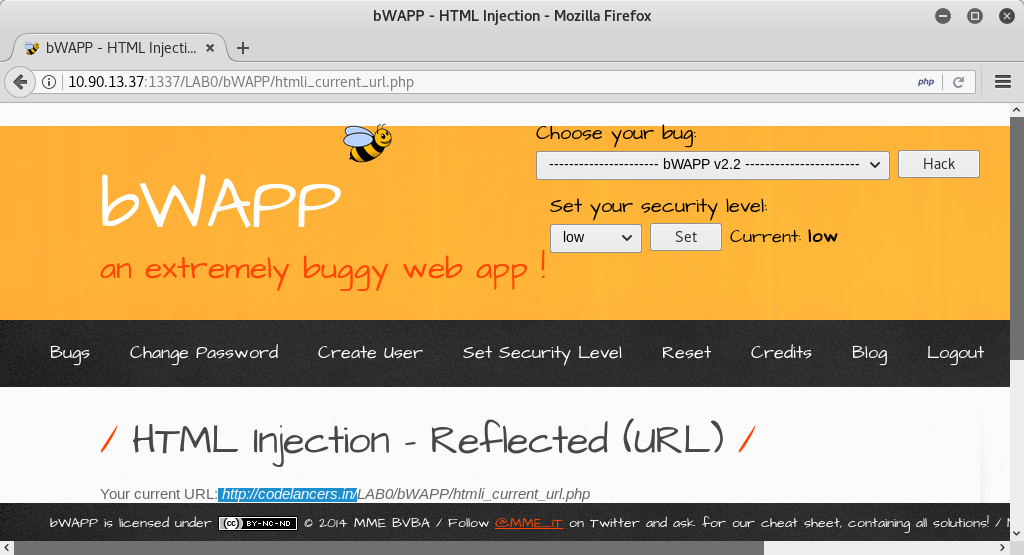 bWAPP - HTML Injection - Mozilla Firefox
bWAPP - HTML Injecti...
10.90.13.37:1337/LAB0/bWAPP/htmli_current_url.php
php
Choose your bug:
---------------------- bWAPP v2.2 -----------------------
Hack
bWAPP
Set your security level:
low
Set
Current: low
an extremely buggy web app !
Bugs Change Password Create User Set Security Level Reset Credits Blog Logout
/ HTML Injection - Reflected (URL) /
Your current URL: http://codelancers.in/LAB0/bWAPP/htmli_current_url.php
bWAPP is licensed under (cc) BY-NC-ND © 2014 MME BVBA / Follow @MME_IT on Twitter and ask for our cheat sheet, containing all solutions! /